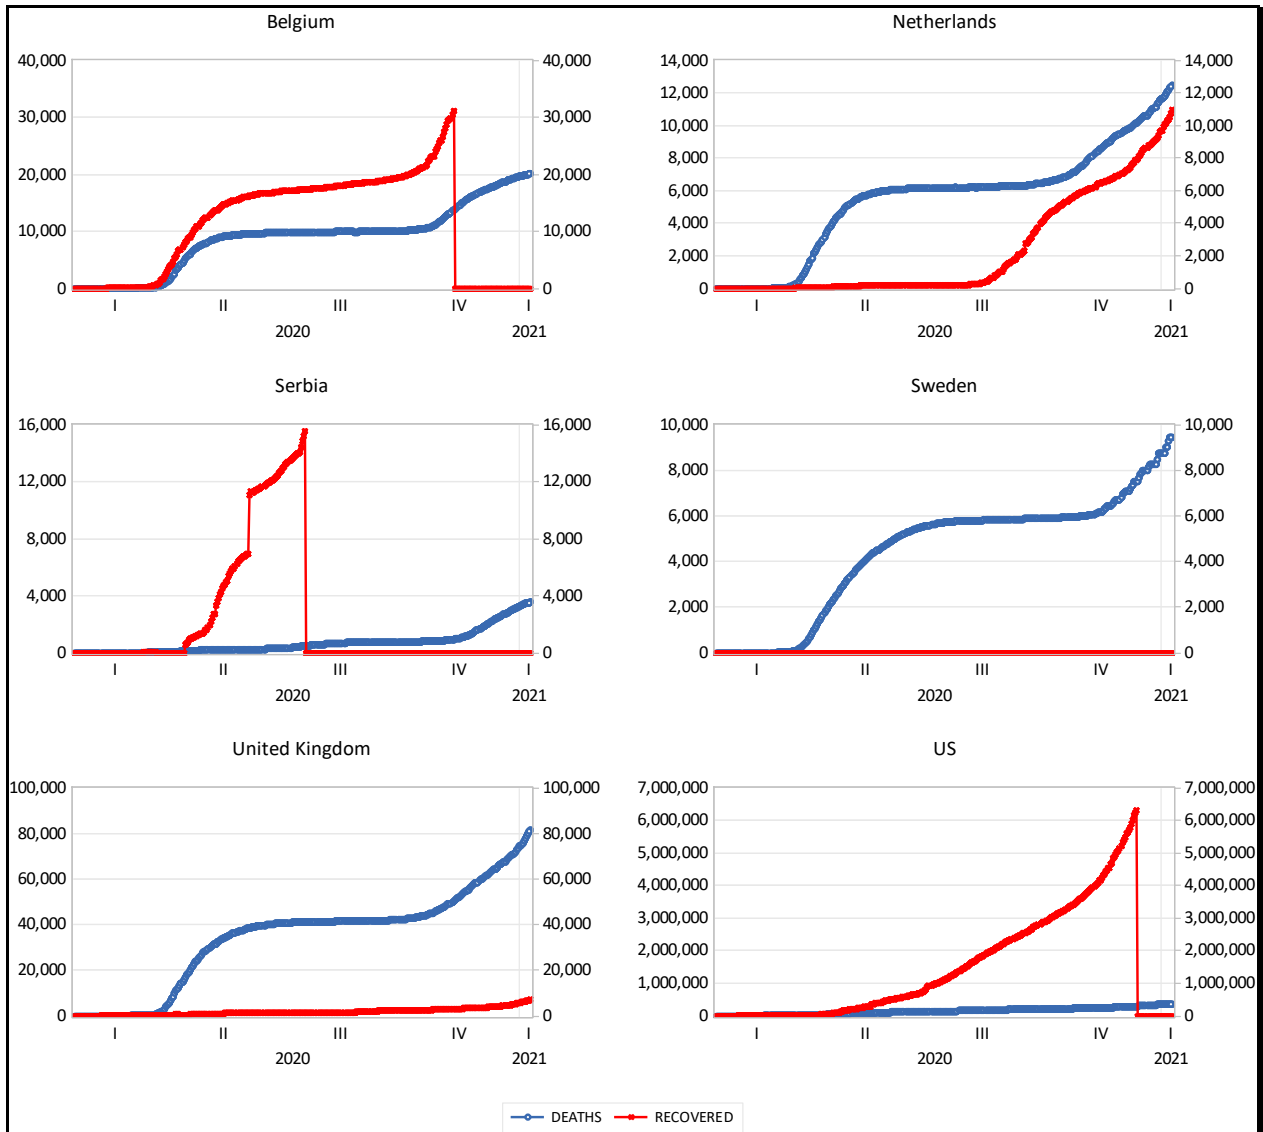 Belgium Netherlands
40,000 40,000 14,000 14,000
12,000 12,000
30,000 30,000 10,000 10,000
20,000 20,000 8,000 8,000
6,000 6,000
10,000 10,000 4,000 4,000
2,000 2,000
0 0 0 0
I II III IV I I II III IV I
2020 2021 2020 2021
Serbia Sweden
16,000 16,000 10,000 10,000
12,000 12,000 8,000 8,000
8,000 8,000 6,000 6,000
4,000 4,000 4,000 4,000
2,000 2,000
0 0 0 0
I II III IV I I II III IV I
2020 2021 2020 2021
United Kingdom US
100,000 100,000 7,000,000 7,000,000
80,000 80,000 6,000,000 6,000,000
5,000,000 5,000,000
60,000 60,000 4,000,000 4,000,000
40,000 40,000 3,000,000 3,000,000
20,000 20,000 2,000,000 2,000,000
1,000,000 1,000,000
0 0 0 0
I II III IV I I II III IV I
2020 2021 2020 2021
DEATHS RECOVERED